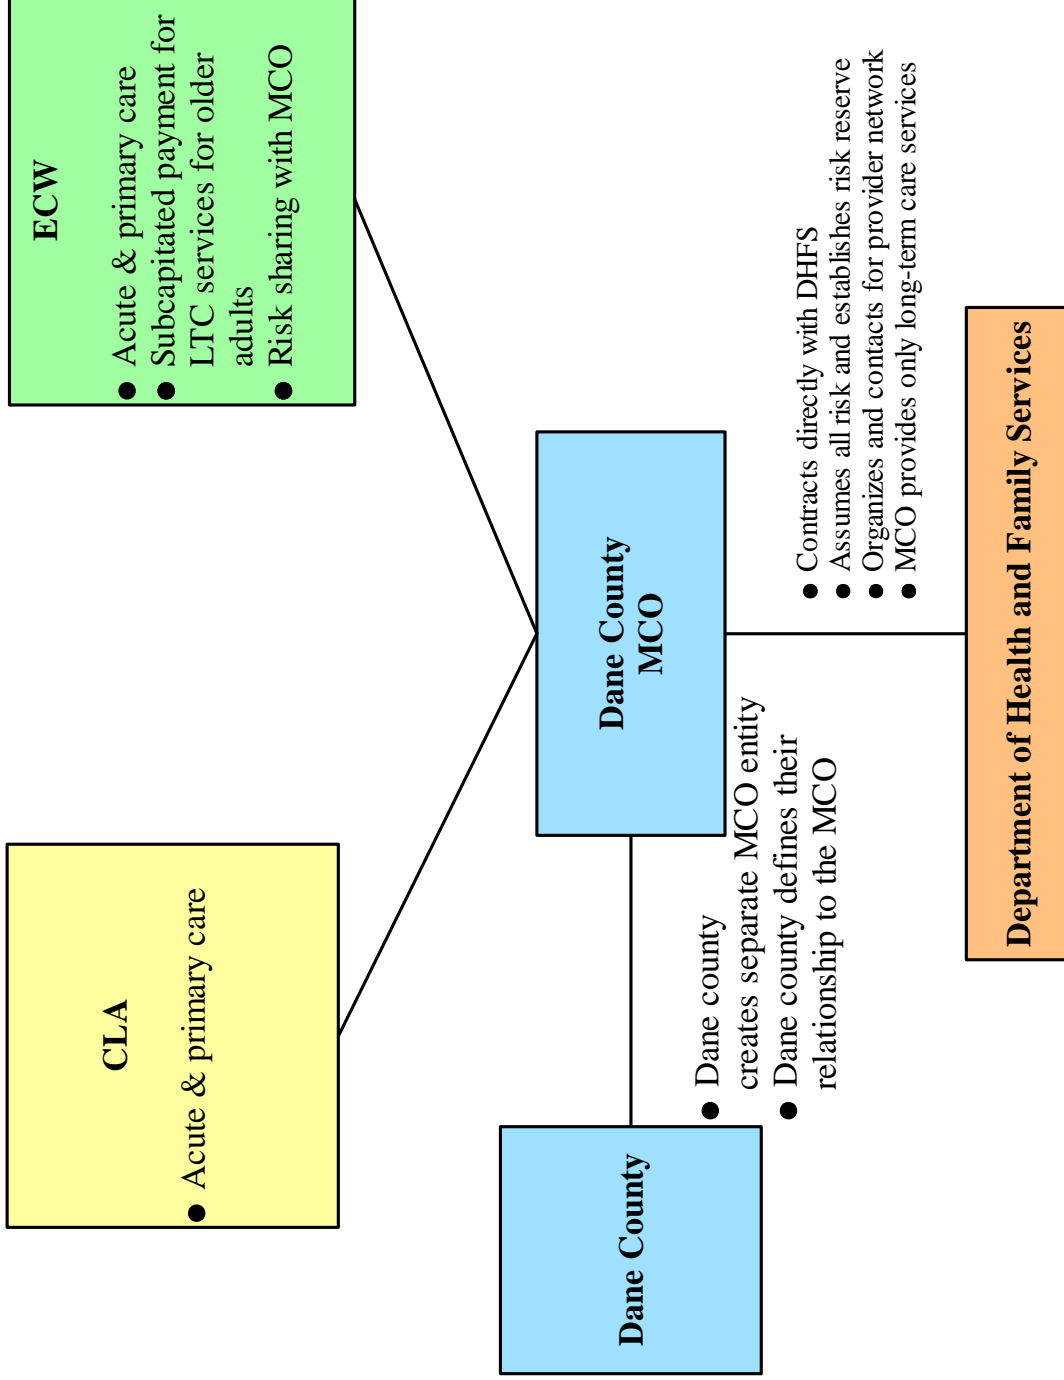 CLA
● Acute & primary care
ECW
● Acute & primary care
● Subcapitated payment for
LTC services for older
adults
● Risk sharing with MCO
Dane County
● Dane county
creates separate MCO entity
● Dane county defines their
relationship to the MCO
Dane County
MCO
● Contracts directly with DHFS
● Assumes all risk and establishes risk reserve
● Organizes and contacts for provider network
● MCO provides only long-term care services
Department of Health and Family Services